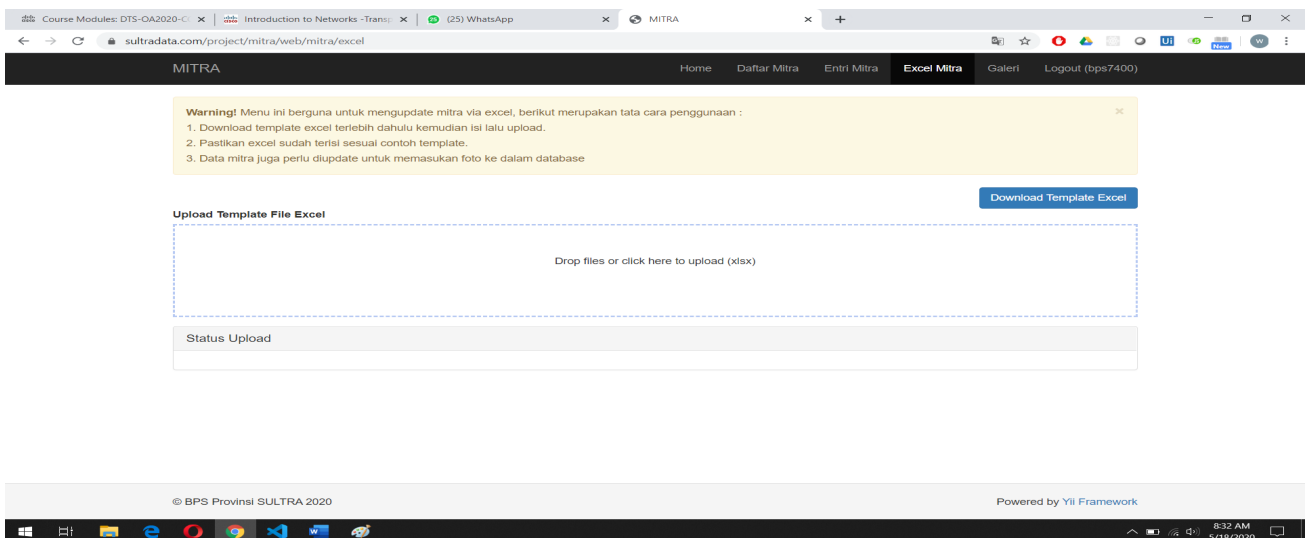 Course Modules: DTS-OA2020-C
Introduction to Networks -Transp
(25) WhatsApp
MITRA
sultradata.com/project/mitra/web/mitra/excel
MITRA
Home
Daftar Mitra
Entri Mitra
Excel Mitra
Galeri
Logout (bps7400)
Warning! Menu ini berguna untuk mengupdate mitra via excel, berikut merupakan tata cara penggunaan :
1. Download template excel terlebih dahulu kemudian isi lalu upload.
2. Pastikan excel sudah terisi sesuai contoh template.
3. Data mitra juga perlu diupdate untuk memasukan foto ke dalam database
Download Template Excel
Upload Template File Excel
Drop files or click here to upload (xlsx)
Status Upload
© BPS Provinsi SULTRA 2020
Powered by Yii Framework
8:32 AM
5/18/2020